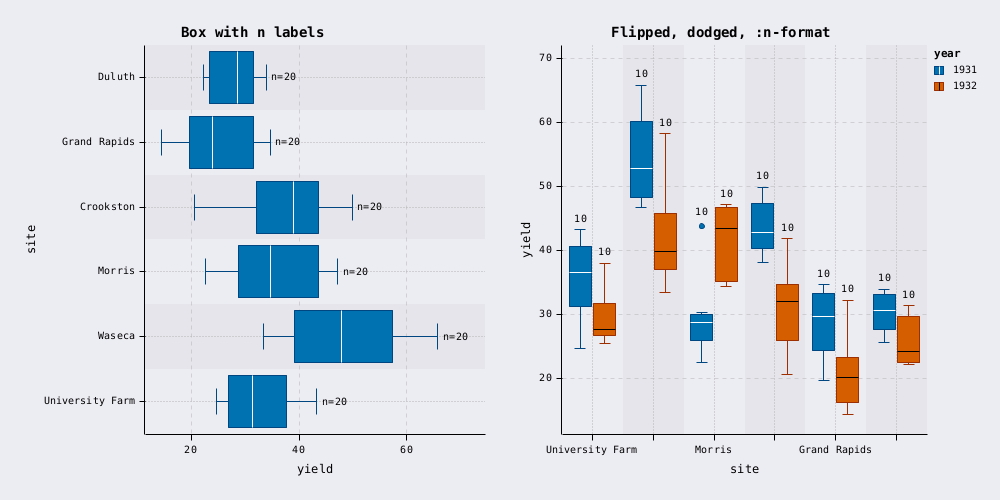 Box with n labels
Duluth
n=20
Grand Rapids
n=20
Crookston
n=20
Morris
n=20
Waseca
n=20
University Farm
n=20
site
20 40 60
yield
Flipped, dodged, :n-format
70
60
50
40
30
20
yield
10 10 10 10 10 10 10 10 10 10 10 10
University Farm Morris Grand Rapids
site
year
1931
1932